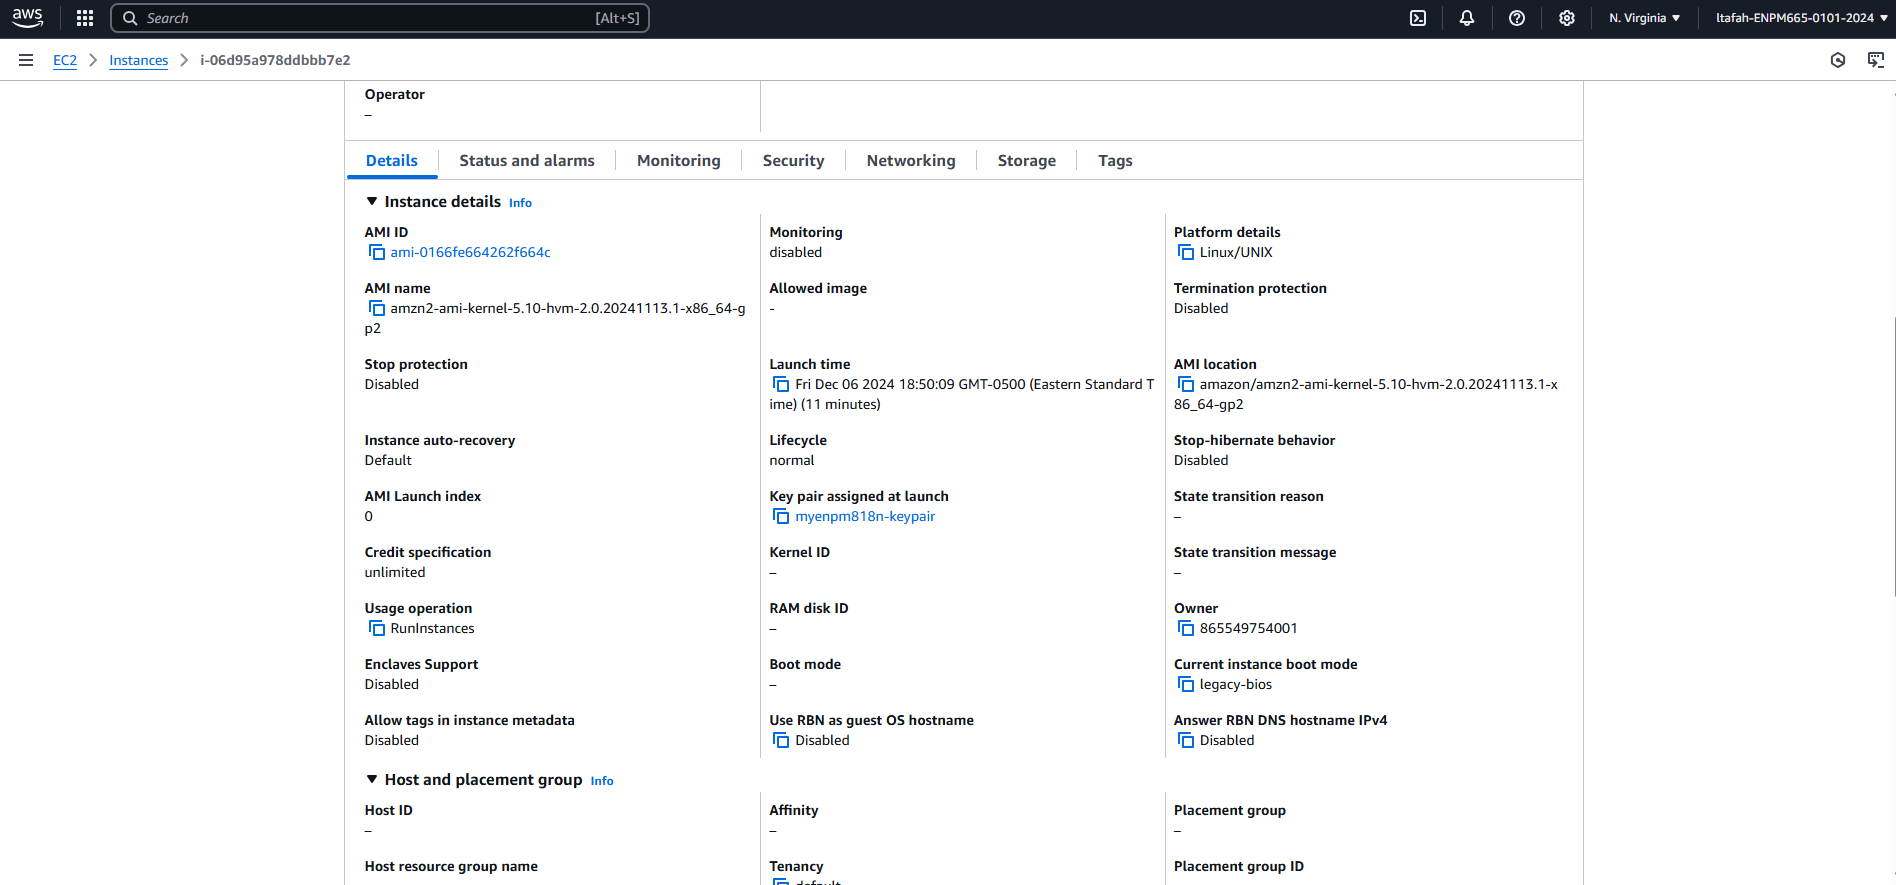 aws
Search
[Alt+S]
N. Virginia
ltafah-ENPM665-0101-2024
EC2
Instances
i-06d95a978ddbbb7e2
Operator
–
Details
Status and alarms
Monitoring
Security
Networking
Storage
Tags
Instance details Info
AMI ID
ami-0166fe664262f664c
Monitoring
disabled
Platform details
Linux/UNIX
AMI name
amzn2-ami-kernel-5.10-hvm-2.0.20241113.1-x86_64-g
p2
Allowed image
-
Termination protection
Disabled
Stop protection
Disabled
Launch time
Fri Dec 06 2024 18:50:09 GMT-0500 (Eastern Standard T
ime) (11 minutes)
AMI location
amazon/amzn2-ami-kernel-5.10-hvm-2.0.20241113.1-x
86_64-gp2
Instance auto-recovery
Default
Lifecycle
normal
Stop-hibernate behavior
Disabled
AMI Launch index
0
Key pair assigned at launch
myenpm818n-keypair
State transition reason
–
Credit specification
unlimited
Kernel ID
–
State transition message
–
Usage operation
RunInstances
RAM disk ID
–
Owner
865549754001
Enclaves Support
Disabled
Boot mode
–
Current instance boot mode
legacy-bios
Allow tags in instance metadata
Disabled
Use RBN as guest OS hostname
Disabled
Answer RBN DNS hostname IPv4
Disabled
Host and placement group Info
Host ID
–
Affinity
–
Placement group
–
Host resource group name
Tenancy
default
Placement group ID